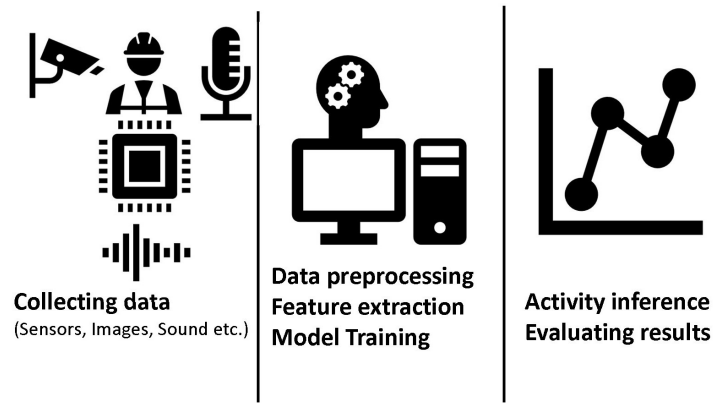 Collecting data
(Sensors, Images, Sound etc.)
Data preprocessing
Feature extraction
Model Training
Activity inference
Evaluating results